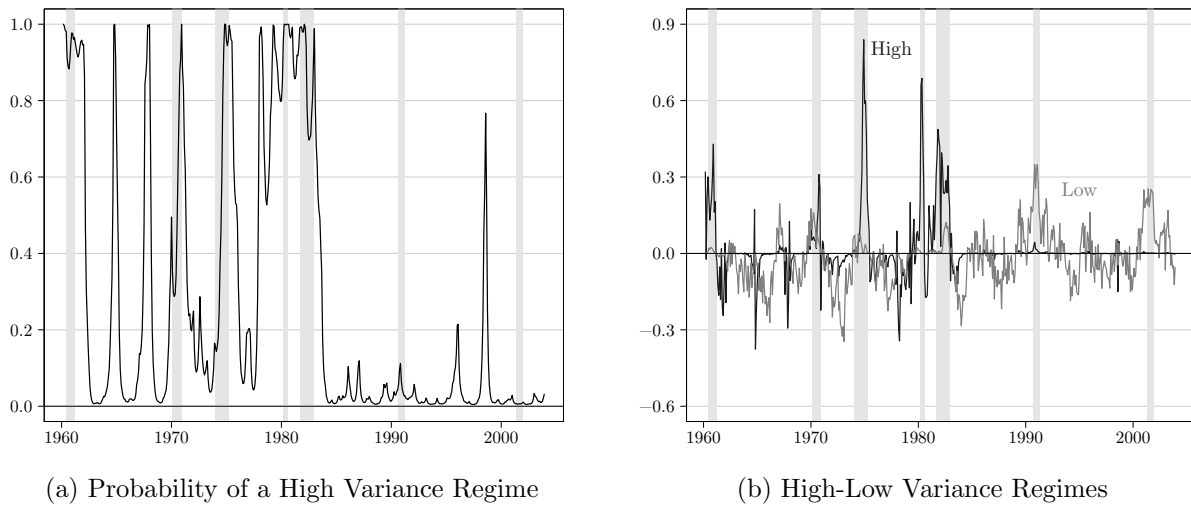 1.0
0.8
0.6
0.4
0.2
0.0
1960 1970 1980 1990 2000
(a) Probability of a High Variance Regime
0.9
0.6
0.3
0.0
−0.3
−0.6
High
Low
1960 1970 1980 1990 2000
(b) High-Low Variance Regimes